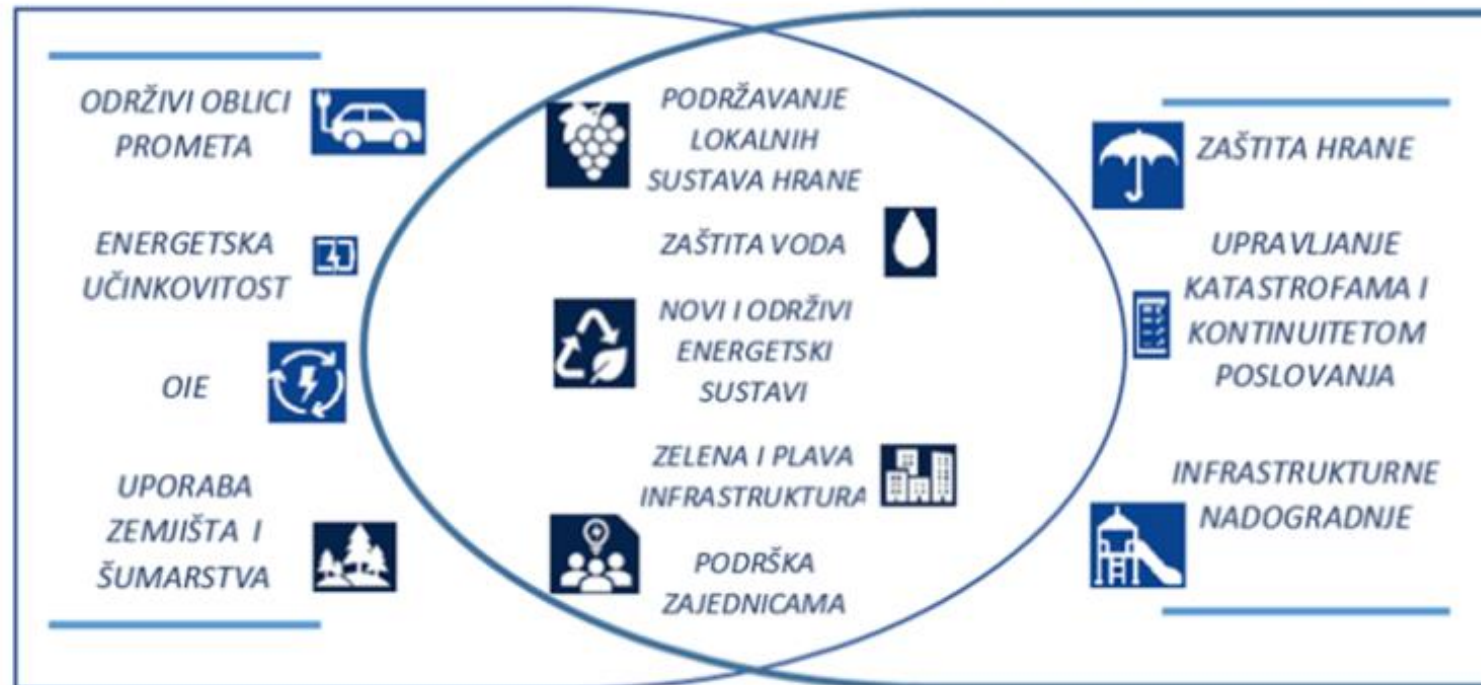 ODRŽIVI OBLICI
PROMETA
ENERGETSKA
UČINKOVITOST
OIE
UPORABA
ZEMJIŠTA I
ŠUMARSTVA
PODRŽAVANJE
LOKALNIH
SUSTAVA HRANE
ZAŠTITA VODA
NOVI I ODRŽIVI
ENERGETSKI
SUSTAVI
ZELENA I PLAVA
INFRASTRUKTURA
PODRŠKA
ZAJEDNICAMA
ZAŠTITA HRANE
UPRAVLJANJE
KATASTROFAMA I
KONTINUITETOM
POSLOVANJA
INFRASTRUKTURNE
NADOGRADNJE